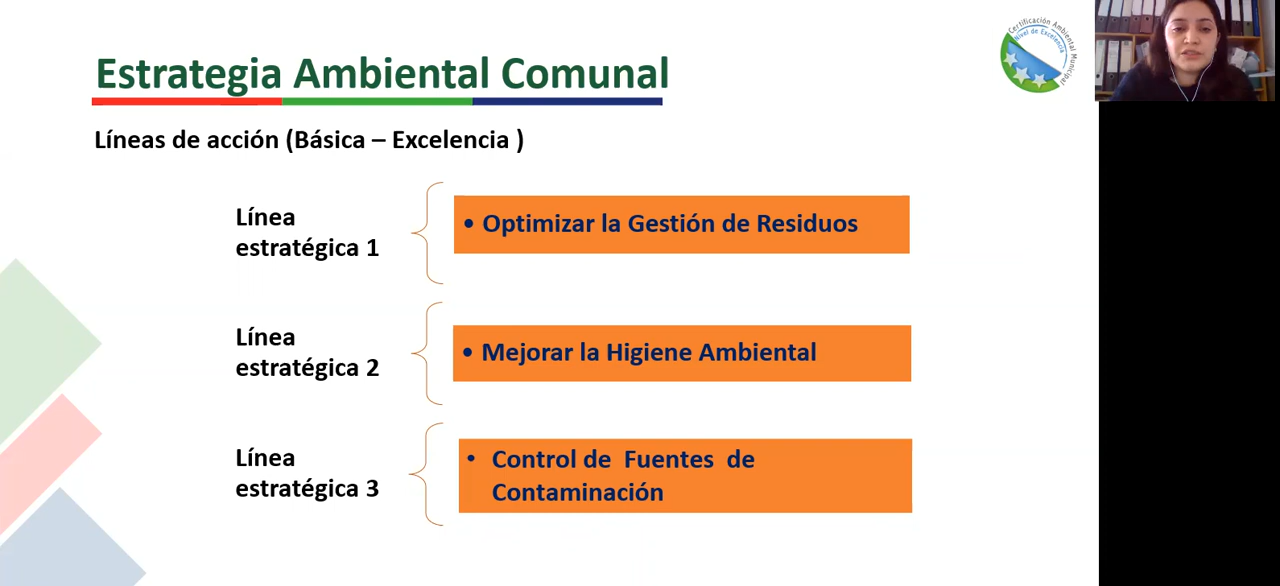 Estrategia Ambiental Comunal
Certificación Ambiental Municipal
Nivel de Excelencia
Líneas de acción (Básica – Excelencia )
Línea
estratégica 1
• Optimizar la Gestión de Residuos
Línea
estratégica 2
• Mejorar la Higiene Ambiental
Línea
estratégica 3
• Control de Fuentes de
Contaminación